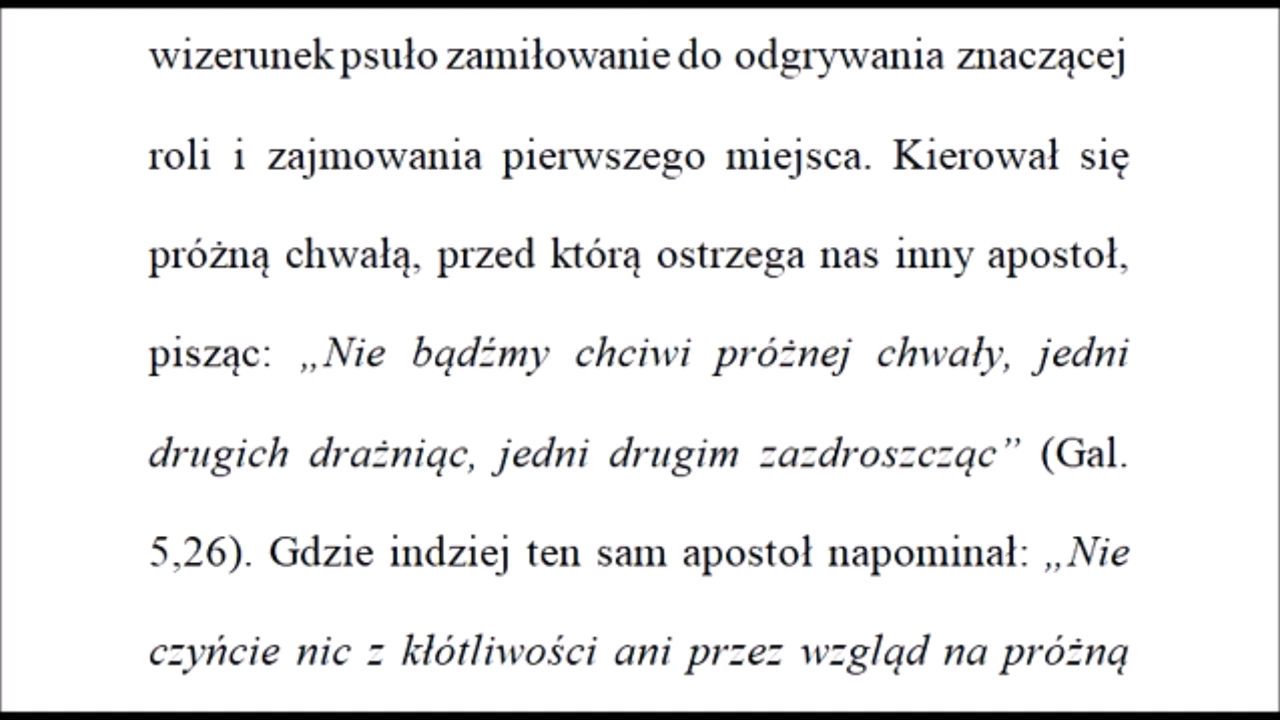 wizerunek psuło zamiłowanie do odgrywania znaczącej
roli i zajmowania pierwszego miejsca. Kierował się
próżną chwałą, przed którą ostrzega nas inny apostoł,
pisząc: „Nie bądźmy chciwi próżnej chwały, jedni
drugich drażniąc, jedni drugim zazdroszcząc” (Gal.
5,26). Gdzie indziej ten sam apostoł napominał: „Nie
czyńcie nic z kłótliwości ani przez wzgląd na próżną